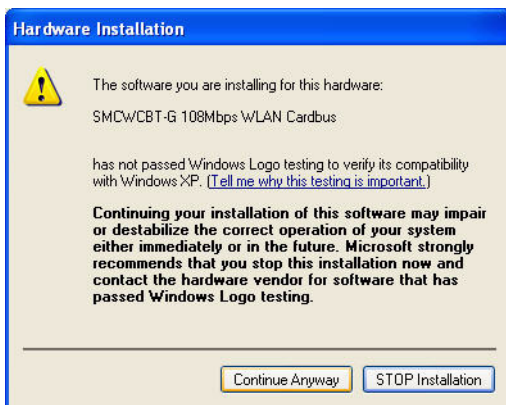 Hardware Installation
The software you are installing for this hardware:
SMCWCBT-G 108Mbps WLAN Cardbus
has not passed Windows Logo testing to verify its compatibility
with Windows XP. (Tell me why this testing is important.)
Continuing your installation of this software may impair
or destabilize the correct operation of your system
either immediately or in the future. Microsoft strongly
recommends that you stop this installation now and
contact the hardware vendor for software that has
passed Windows Logo testing.
Continue Anyway
STOP Installation